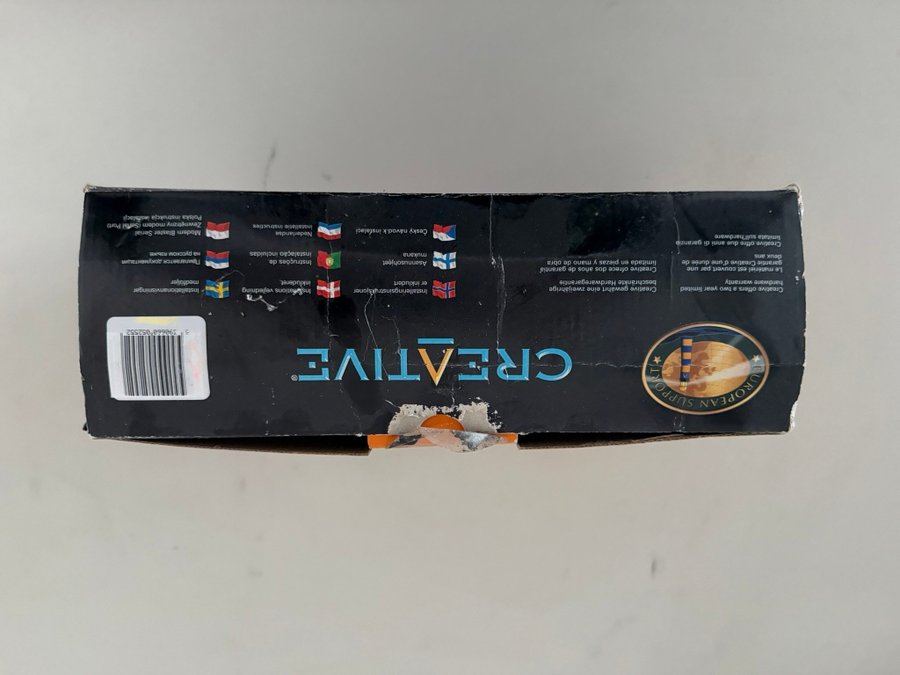 EUROPEAN SUPPORT
CREATIVE®
Creative offers a two year limited
hardware warranty
Le matériel est couvert par une
garantie Creative d'une durée de
deux ans
Creative offre due anni di garanzia
limitata sull'hardware
Creative gewährt eine zweijährige
beschränkte Hardwaregarantie
Creative ofrece dos años de garantía
limitada en piezas y mano de obra
Installeringsinstruksjoner
er inkludert
Asennusohjeet
mukana
Český návod k instalaci
Installations vejledning
inkluderet
Instruções de
instalação incluídas
Nederlandse
installatie instructies
Installationsanvisningar
medföljer
Прилагается документация
на русском языке
Modem Blaster Serial
Zewnętrzny modem (Serial Port)
Polska instrukcja instalacji